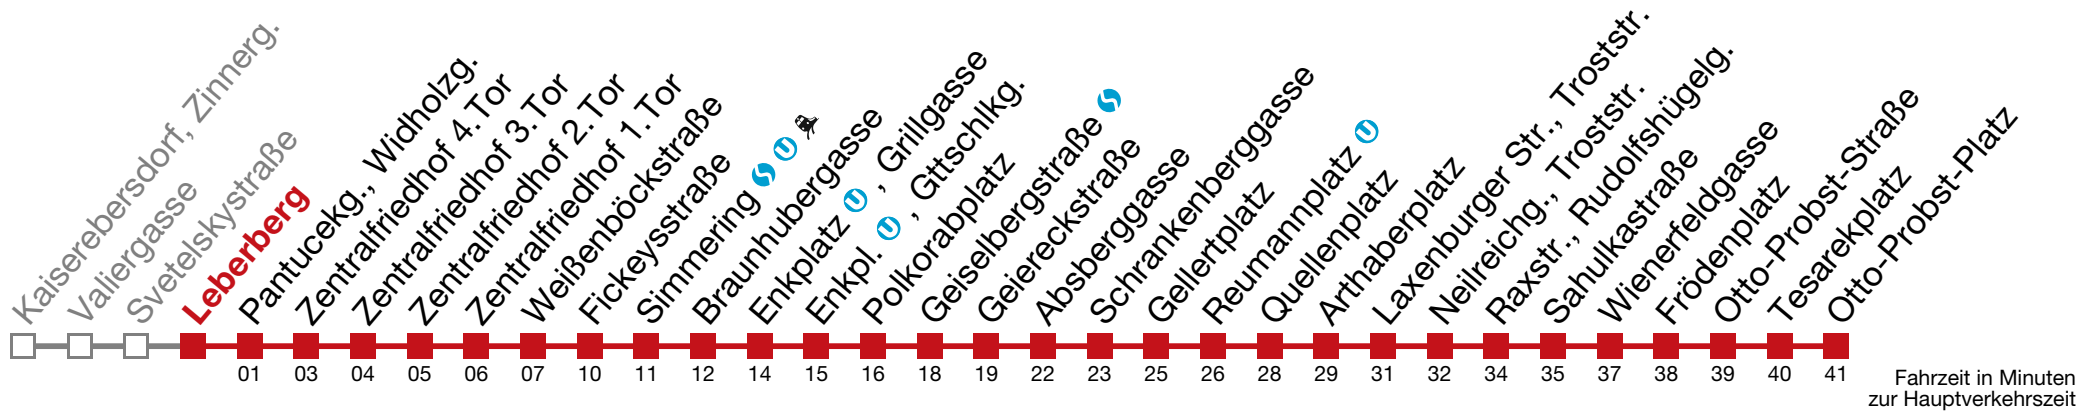 Kaiserebersdorf, Zinnerg.
Valiergasse
Svetelskystraße
Leberberg
Pantucekg., Widholzg.
Zentralfriedhof 4.Tor
Zentralfriedhof 3.Tor
Zentralfriedhof 2.Tor
Zentralfriedhof 1.Tor
Weißenböckstraße
Fickeysstraße
Simmering S U
Braunhubergasse
Enkplatz U , Grillgasse
Enkpl. U , Gttschlkg.
Polkorabplatz
Geiselbergstraße S
Geiereckstraße
Absberggasse
Schrankenberggasse
Gellertplatz
Reumannplatz U
Quellenplatz
Arthaberplatz
Laxenburger Str., Troststr.
Neilreichg., Troststr.
Raxstr., Rudolfshügelg.
Sahulkastraße
Wienerfeldgasse
Frödenplatz
Otto-Probst-Straße
Tesarekplatz
Otto-Probst-Platz
01 03 04 05 06 07 10 11 12 14 15 16 18 19 22 23 25 26 28 29 31 32 34 35 37 38 39 40 41
Fahrzeit in Minuten
zur Hauptverkehrszeit